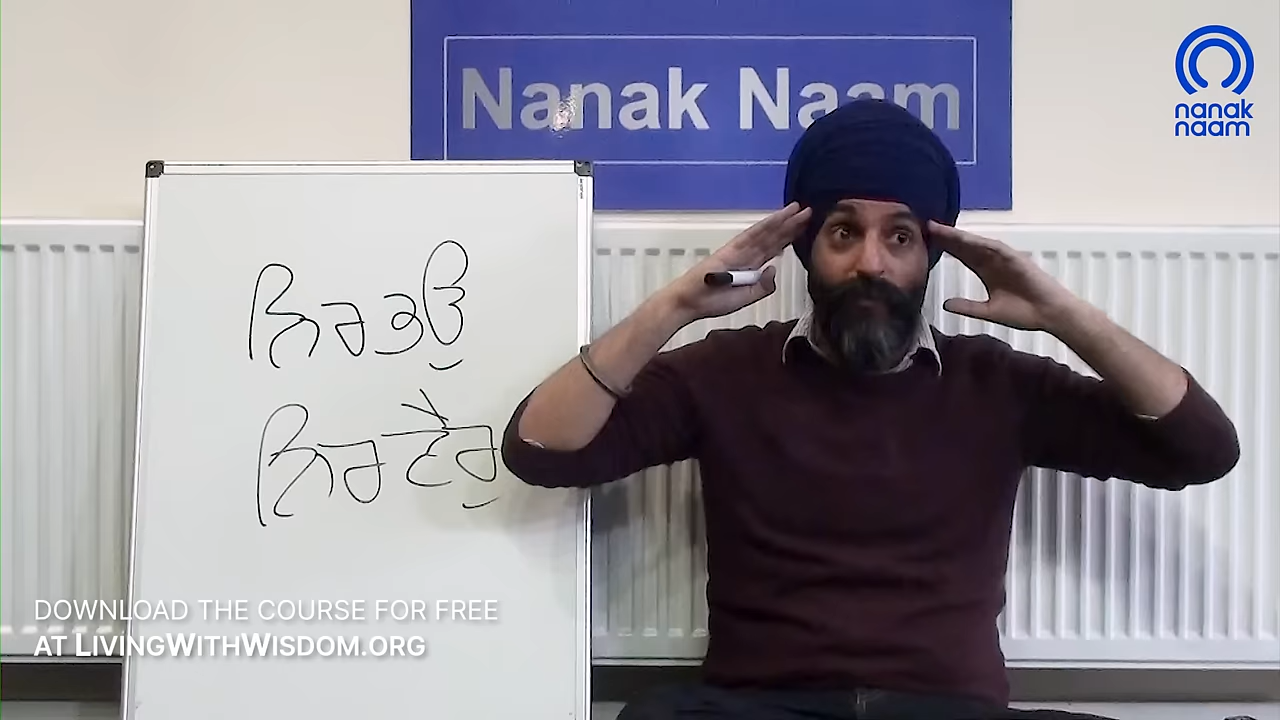 Nanak Naam
nanak
naam
ਨਿਰਭਉ
ਨਿਰਵੈਰੁ
DOWNLOAD THE COURSE FOR FREE
AT LIVINGWITHWISDOM.ORG